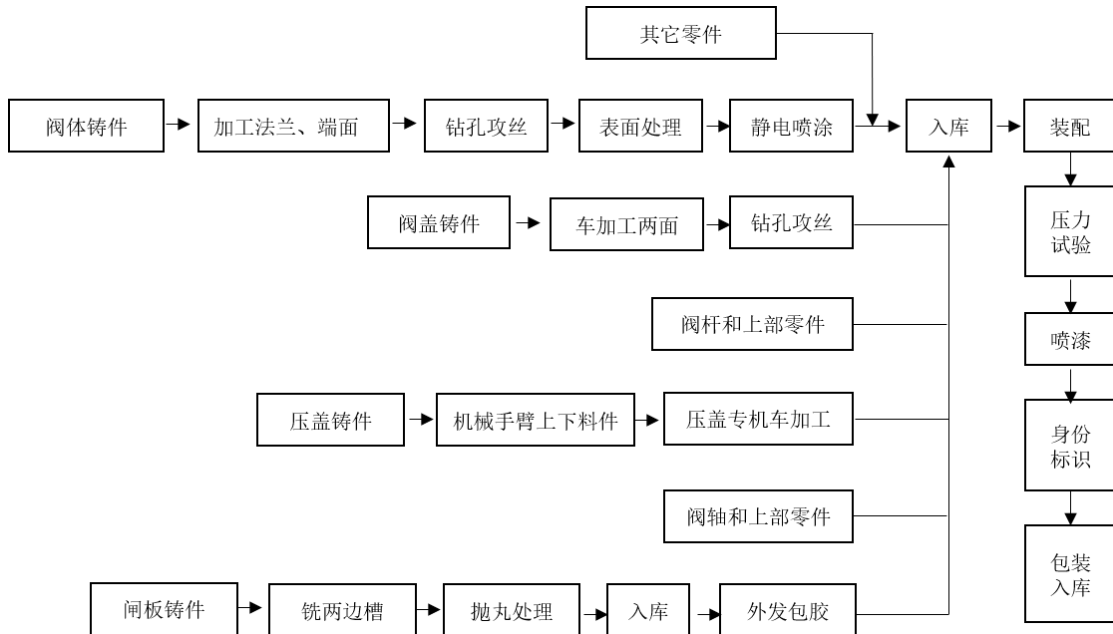 其它零件
阀体铸件
加工法兰、端面
钻孔攻丝
表面处理
静电喷涂
入库
装配
阀盖铸件
车加工两面
钻孔攻丝
压力
试验
阀杆和上部零件
喷漆
压盖铸件
机械手臂上下料件
压盖专机车加工
身份
标识
阀轴和上部零件
包装
入库
闸板铸件
铣两边槽
抛丸处理
入库
外发包胶